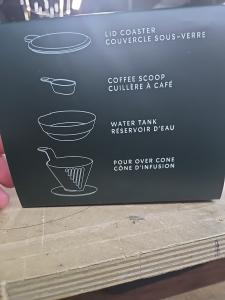 LID COASTER
COUVERCLE SOUS-VERRE
COFFEE SCOOP
CUILLÈRE À CAFÉ
WATER TANK
RÉSERVOIR D'EAU
POUR OVER CONE
CÔNE D'INFUSION